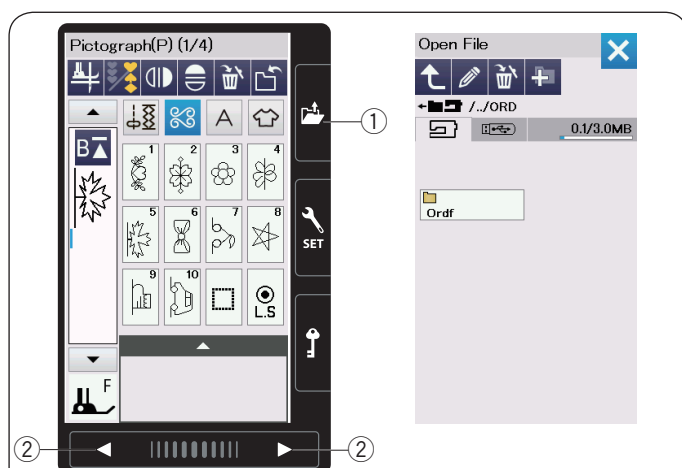 Pictograph(P) (1/4)
A
B
1 2 3 4
5 6 7 8
9 10 L.S
F
SET
①
② ②
Open File
/../ORD
0.1/3.0MB
Ordf